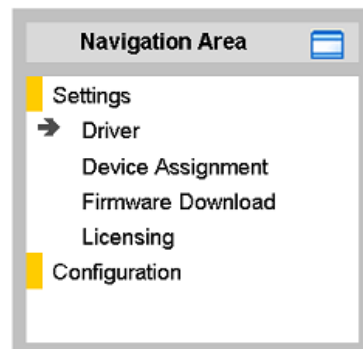 Navigation Area
Settings
Driver
Device Assignment
Firmware Download
Licensing
Configuration